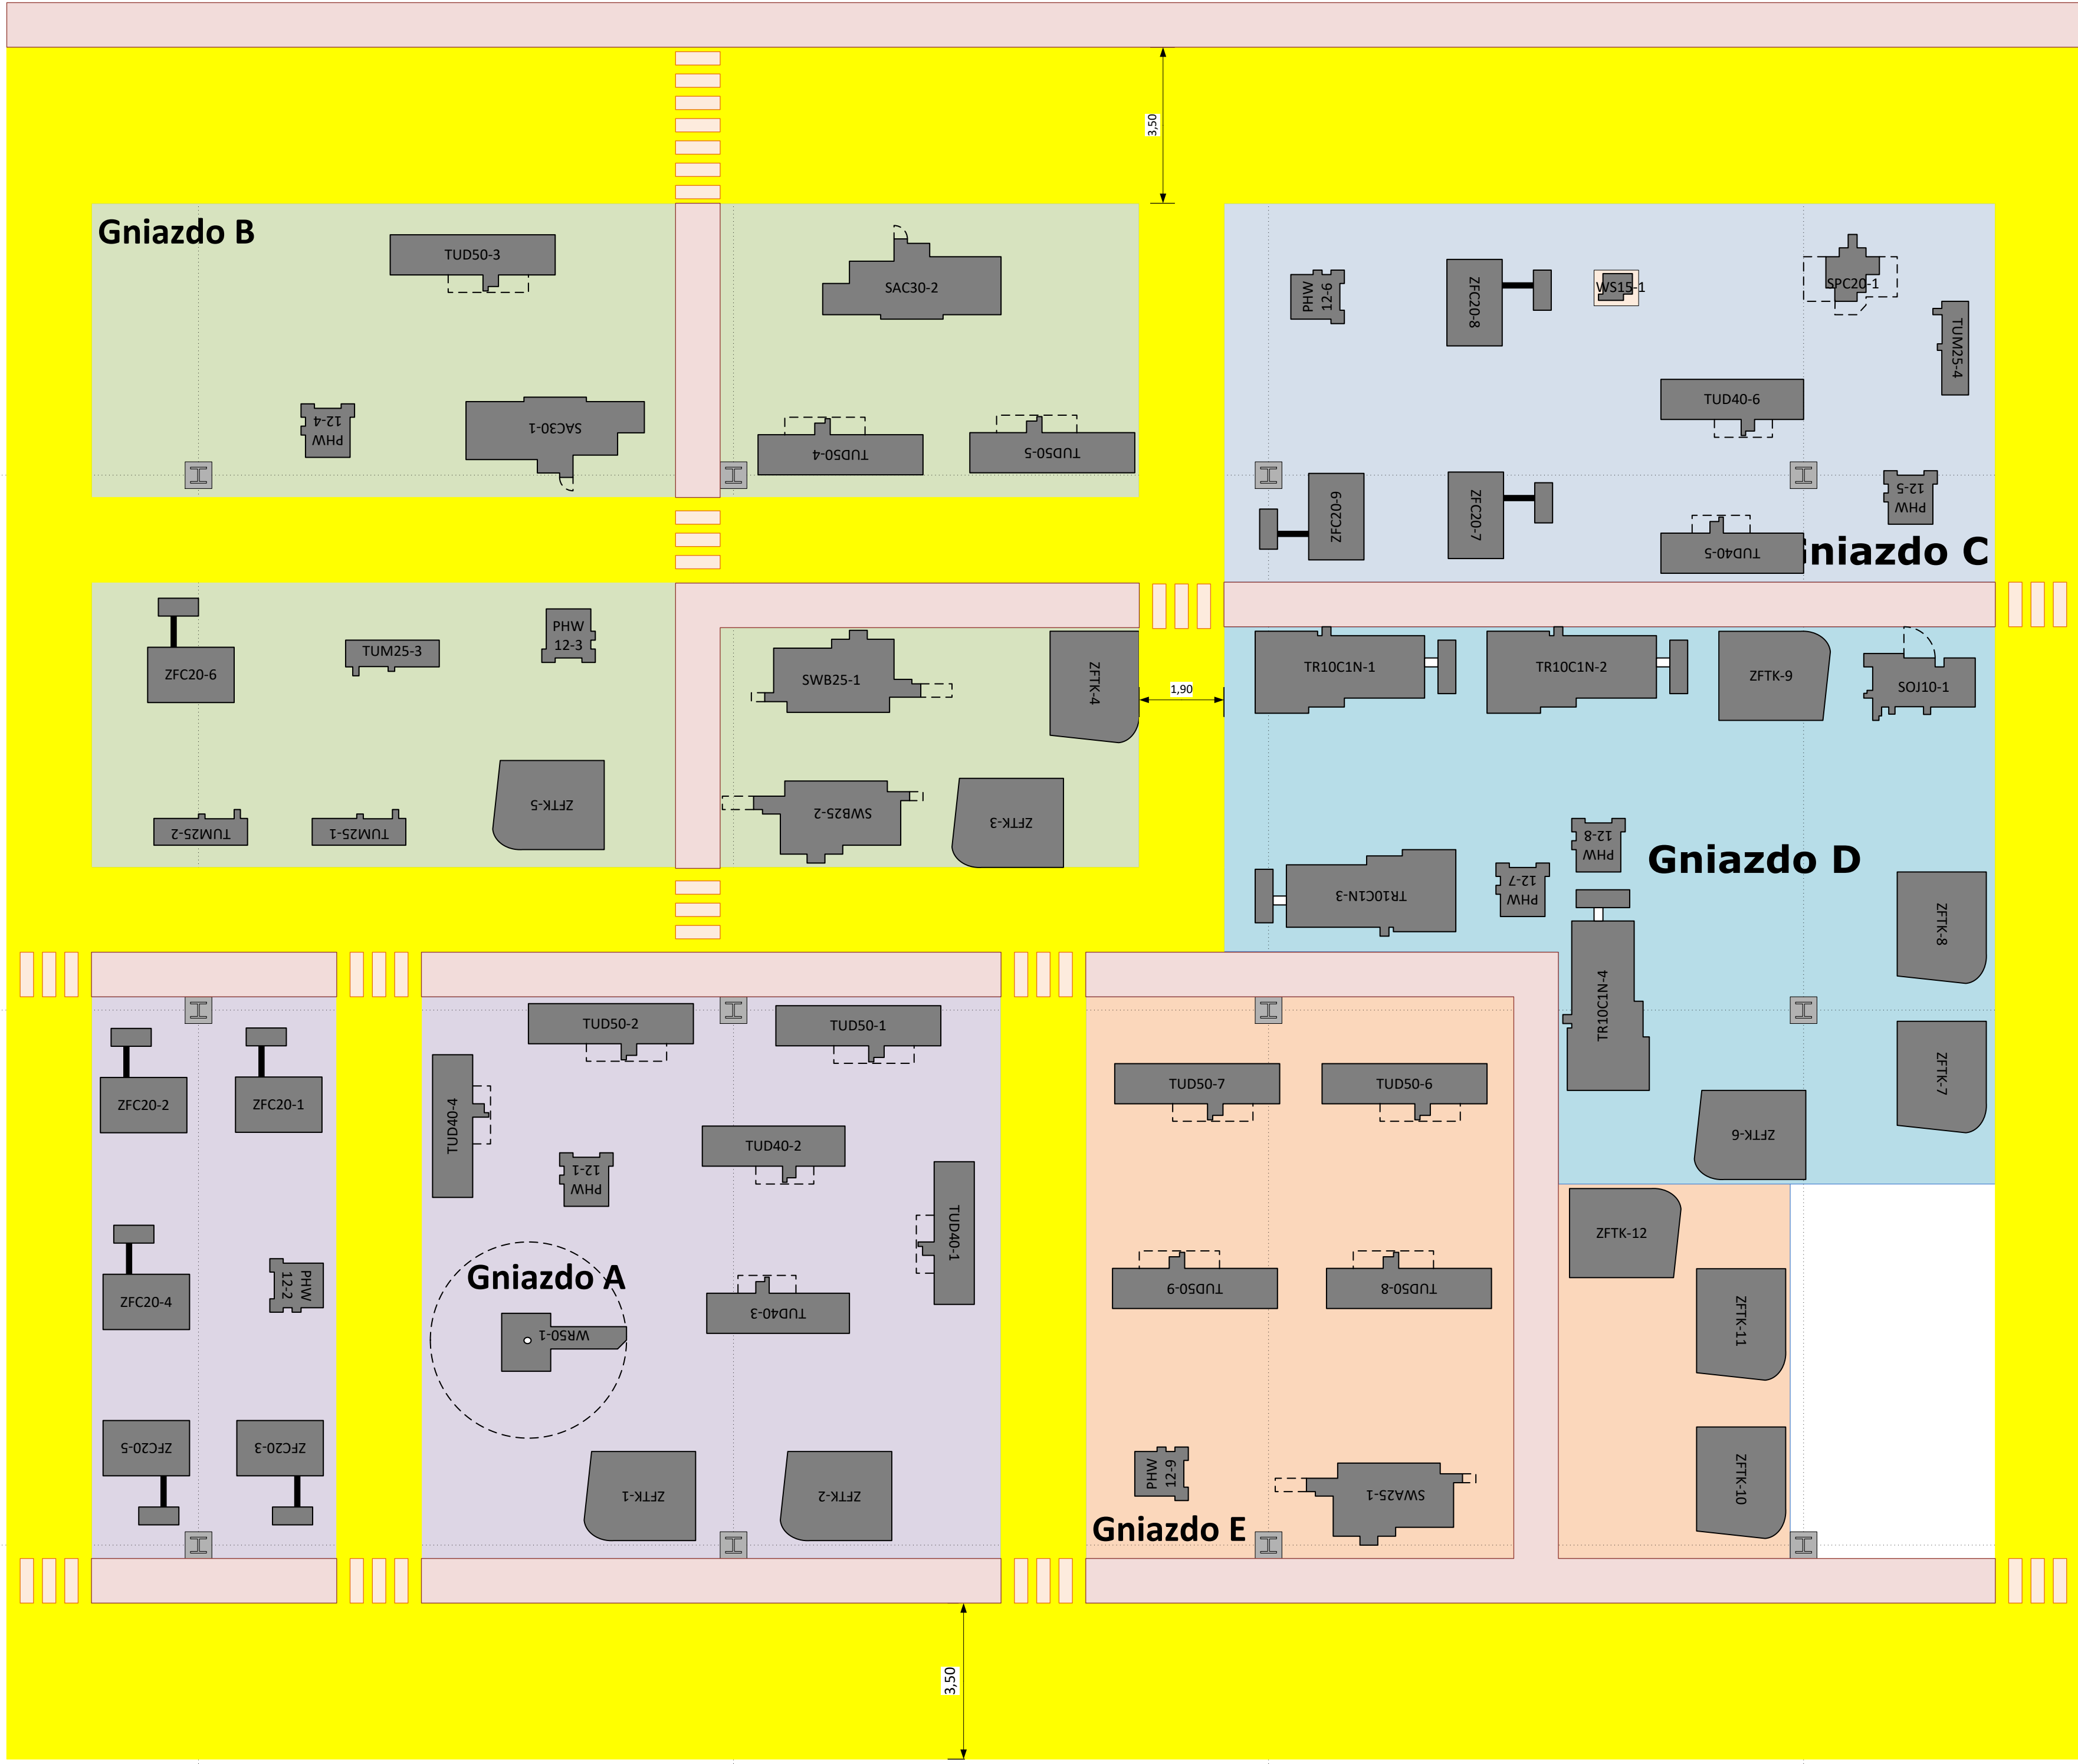 3,50
Gniazdo B
TUD50-3
SAC30-2
PHW
12-4
SAC30-1
TUD50-4
TUD50-5
PHW
12-6
ZFC20-8
WS15-1
SPC20-1
TUM25-4
TUD40-6
ZFC20-9
ZFC20-7
PHW
12-5
TUD40-5
Gniazdo C
ZFC20-6
TUM25-3
PHW
12-3
SWB25-1
ZFTK-4
1,90
TUM25-2
TUM25-1
ZFTK-5
SWB25-2
ZFTK-3
TR10C1N-1
TR10C1N-2
ZFTK-9
SOJ10-1
PHW
12-8
Gniazdo D
TR10C1N-3
PHW
12-7
ZFTK-8
TR10C1N-4
ZFTK-7
ZFTK-6
ZFC20-2
ZFC20-1
ZFC20-4
PHW
12-2
ZFC20-5
ZFC20-3
TUD50-2
TUD50-1
TUD40-4
TUD40-2
PHW
12-1
TUD40-1
Gniazdo A
TUD40-3
WR50-1
ZFTK-1
ZFTK-2
TUD50-7
TUD50-6
TUD50-9
TUD50-8
PHW
12-9
SWA25-1
Gniazdo E
ZFTK-12
ZFTK-11
ZFTK-10
3,50